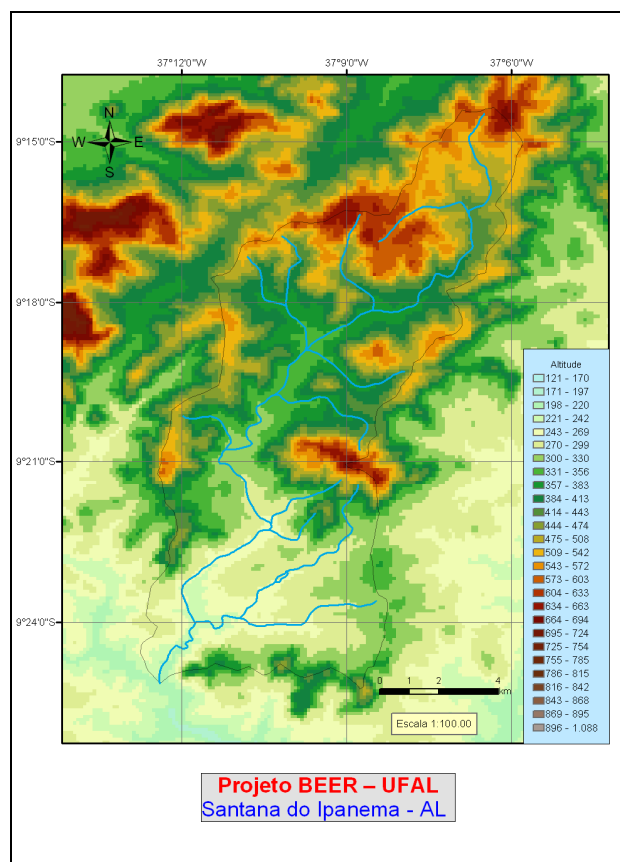 37°12'0"W 37°9'0"W 37°6'0"W
9°15'0"S
N
W E
S
9°18'0"S
9°21'0"S
9°24'0"S
Altitude
121 - 170
171 - 197
198 - 220
221 - 242
243 - 269
270 - 299
300 - 330
331 - 356
357 - 383
384 - 413
414 - 443
444 - 474
475 - 508
509 - 542
543 - 572
573 - 603
604 - 633
634 - 663
664 - 694
695 - 724
725 - 754
755 - 785
786 - 815
816 - 842
843 - 868
869 - 895
896 - 1.088
0 1 2 4
km
Escala 1:100.00
Projeto BEER – UFAL
Santana do Ipanema - AL